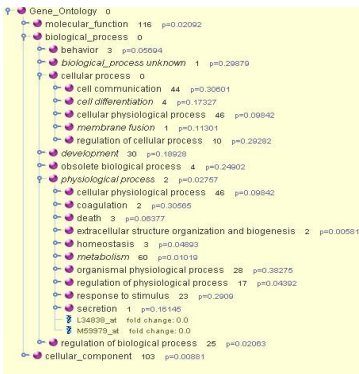 Gene_Ontology 0
molecular_function 116 p=0.02092
biological_process 0
behavior 3 p=0.05694
biological_process unknown 1 p=0.29879
cellular process 0
cell communication 44 p=0.30601
cell differentiation 4 p=0.17327
cellular physiological process 46 p=0.09842
membrane fusion 1 p=0.11301
regulation of cellular process 10 p=0.29282
development 30 p=0.18928
obsolete biological process 4 p=0.24902
physiological process 2 p=0.02757
cellular physiological process 46 p=0.09842
coagulation 2 p=0.30565
death 3 p=0.06377
extracellular structure organization and biogenesis 2 p=0.00581
homeostasis 3 p=0.04893
metabolism 60 p=0.01019
organismal physiological process 28 p=0.38275
regulation of physiological process 17 p=0.04392
response to stimulus 23 p=0.2909
secretion 1 p=0.16145
L34838_at fold change: 0.0
M59979_at fold change: 0.0
regulation of biological process 25 p=0.02063
cellular_component 103 p=0.00881